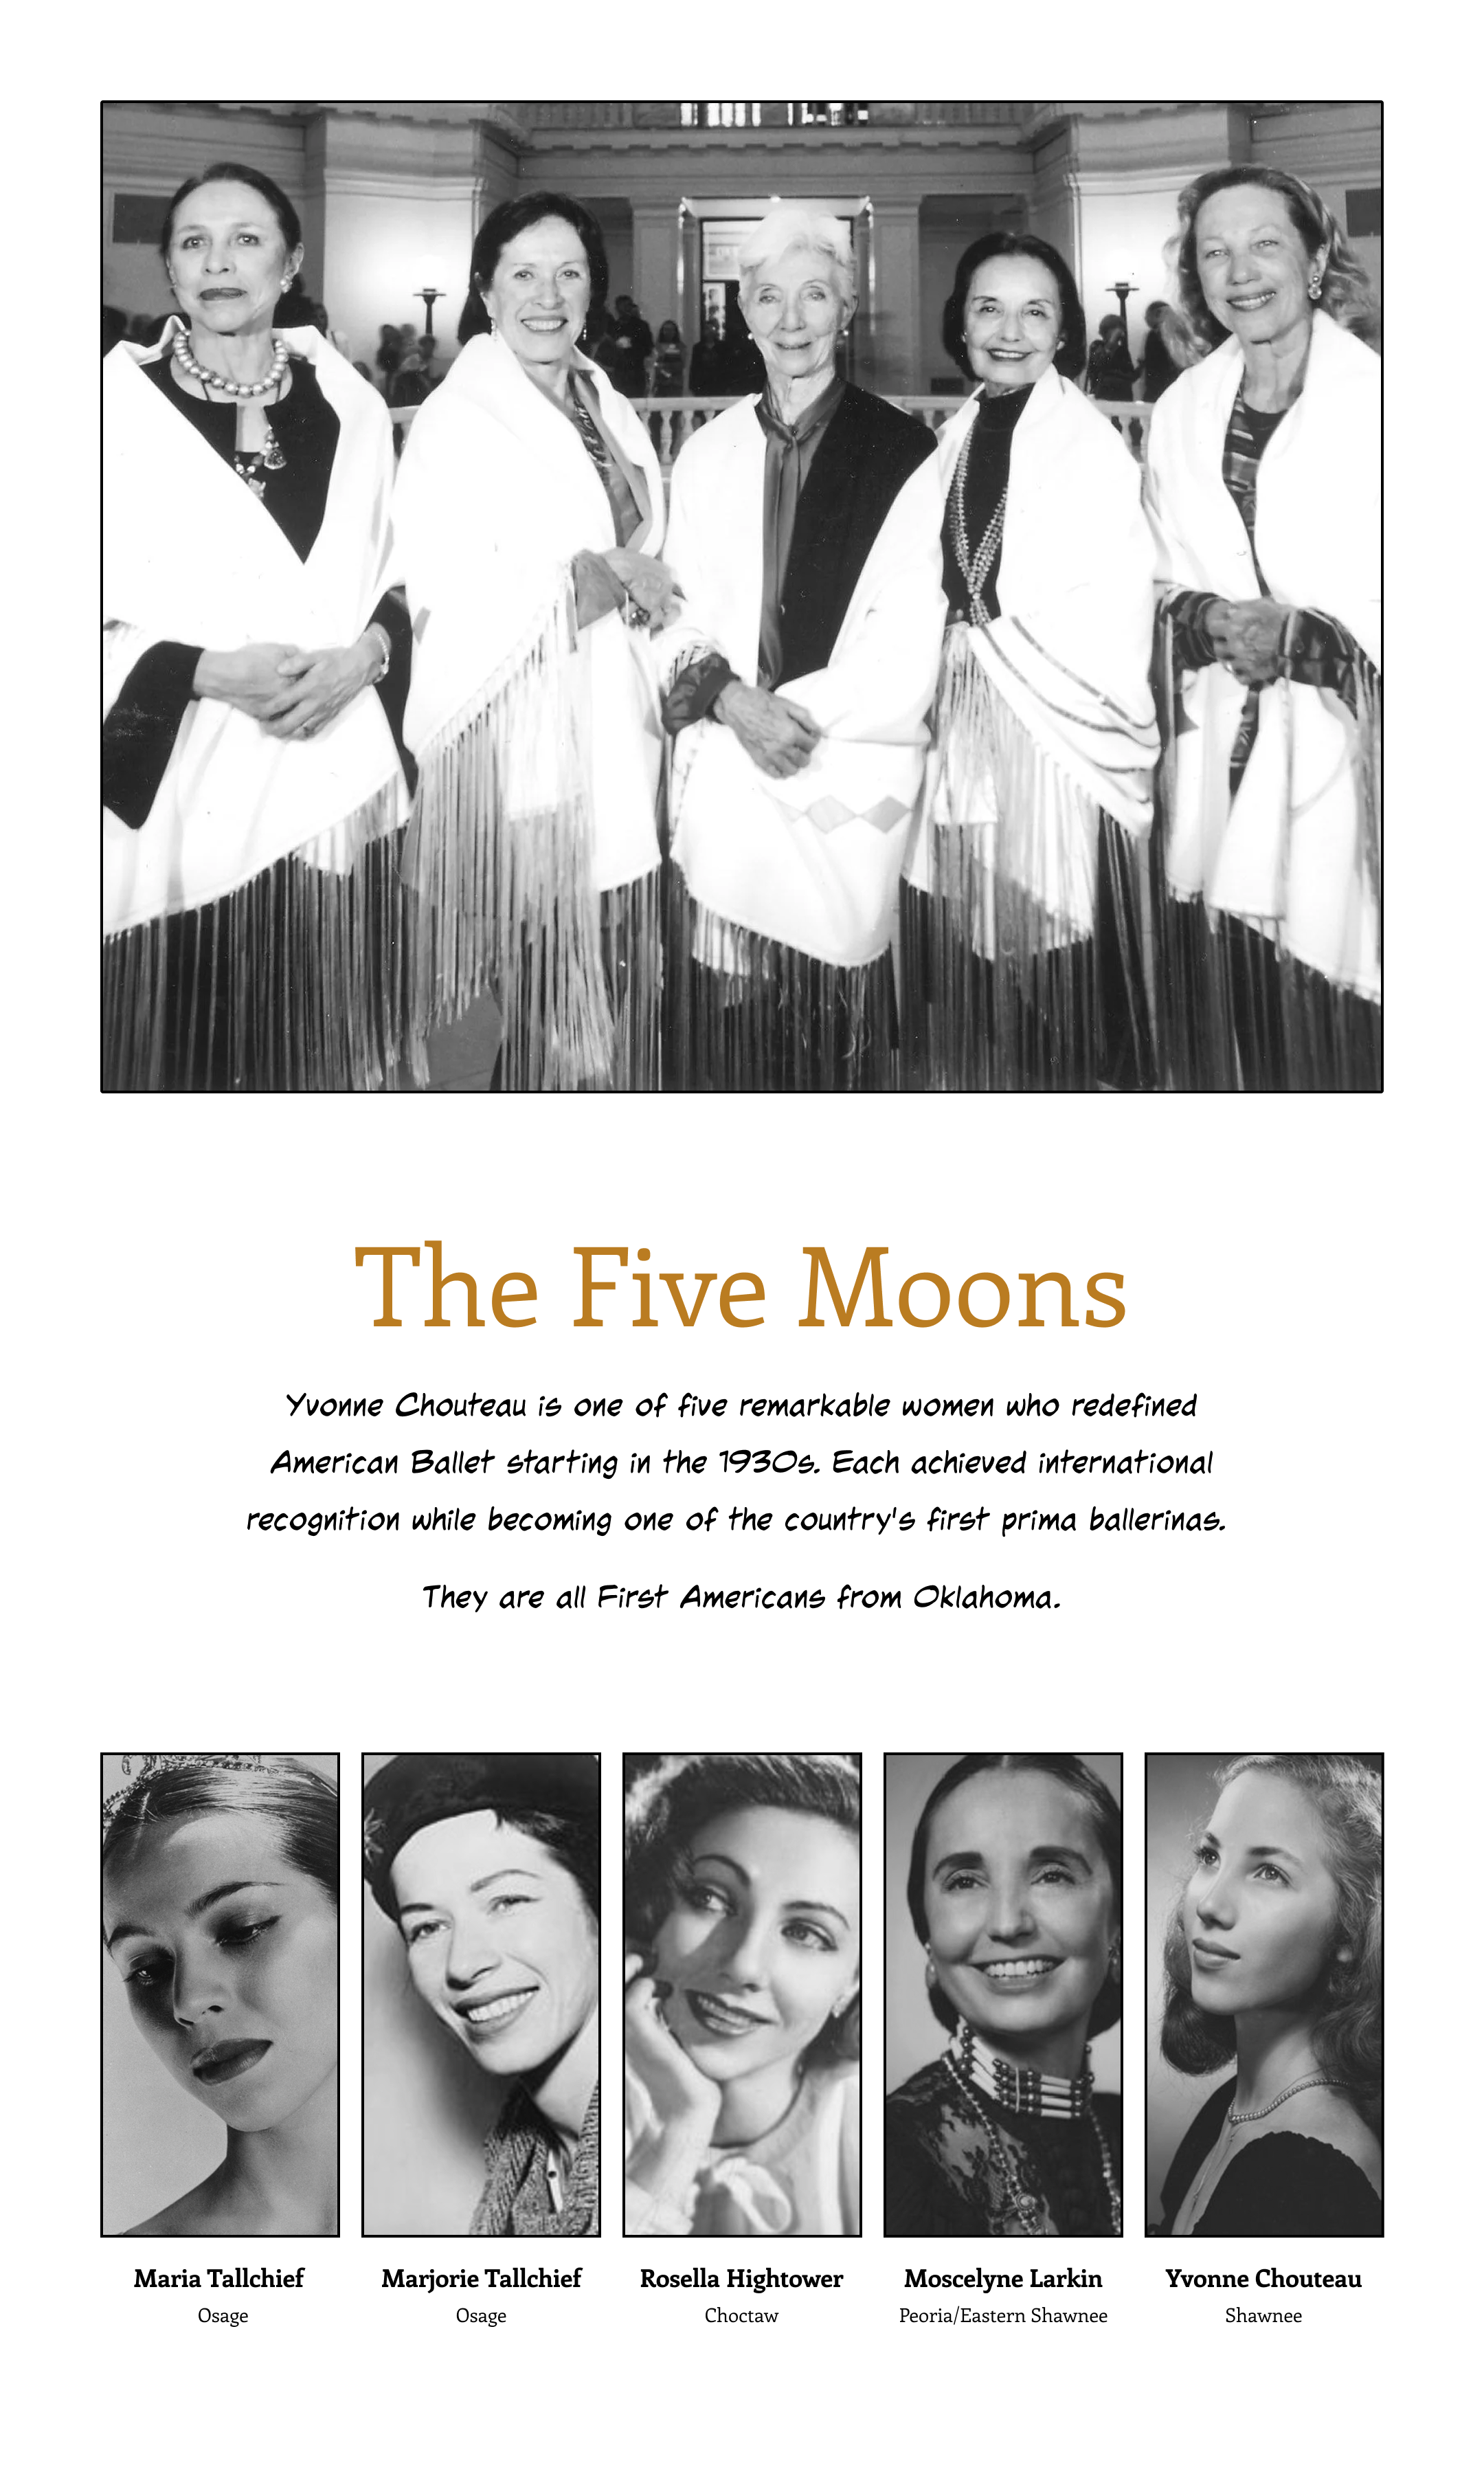 The Five Moons
Yvonne Chouteau is one of five remarkable women who redefined
American Ballet starting in the 1930s. Each achieved international
recognition while becoming one of the country's first prima ballerinas.
They are all First Americans from Oklahoma.
Maria Tallchief
Osage
Marjorie Tallchief
Osage
Rosella Hightower
Choctaw
Moscelyne Larkin
Peoria/Eastern Shawnee
Yvonne Chouteau
Shawnee